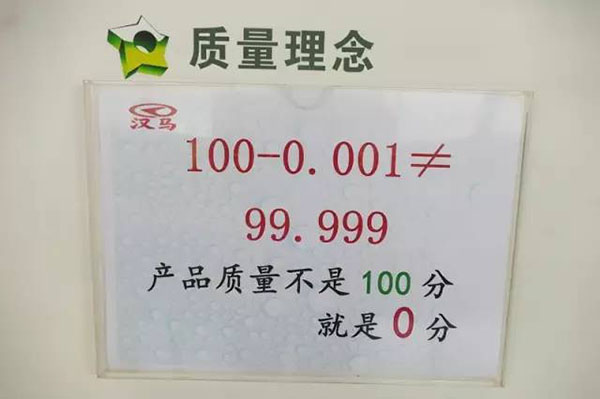 质量理念
汉马
100-0.001≠
99.999
产品质量不是100分
就是0分